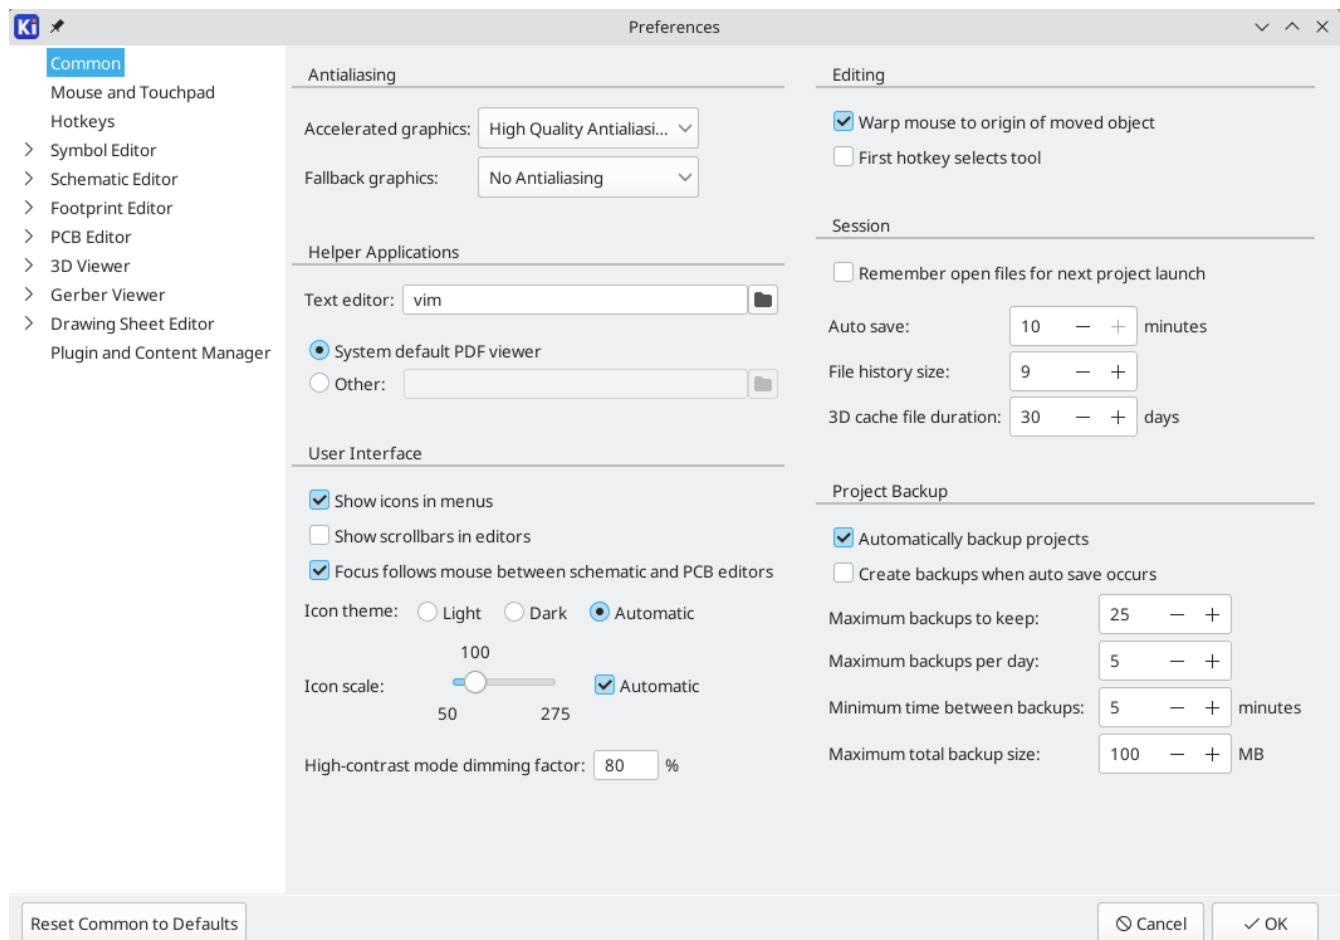 Ki
Preferences
Common
Mouse and Touchpad
Hotkeys
Symbol Editor
Schematic Editor
Footprint Editor
PCB Editor
3D Viewer
Gerber Viewer
Drawing Sheet Editor
Plugin and Content Manager
Antialiasing
Accelerated graphics: High Quality Antialiasi...
Fallback graphics: No Antialiasing
Helper Applications
Text editor: vim
System default PDF viewer
Other:
User Interface
Show icons in menus
Show scrollbars in editors
Focus follows mouse between schematic and PCB editors
Icon theme: Light Dark Automatic
100
Icon scale: Automatic
50 275
High-contrast mode dimming factor: 80 %
Editing
Warp mouse to origin of moved object
First hotkey selects tool
Session
Remember open files for next project launch
Auto save: 10 − + minutes
File history size: 9 − +
3D cache file duration: 30 − + days
Project Backup
Automatically backup projects
Create backups when auto save occurs
Maximum backups to keep: 25 − +
Maximum backups per day: 5 − +
Minimum time between backups: 5 − + minutes
Maximum total backup size: 100 − + MB
Reset Common to Defaults
Cancel OK